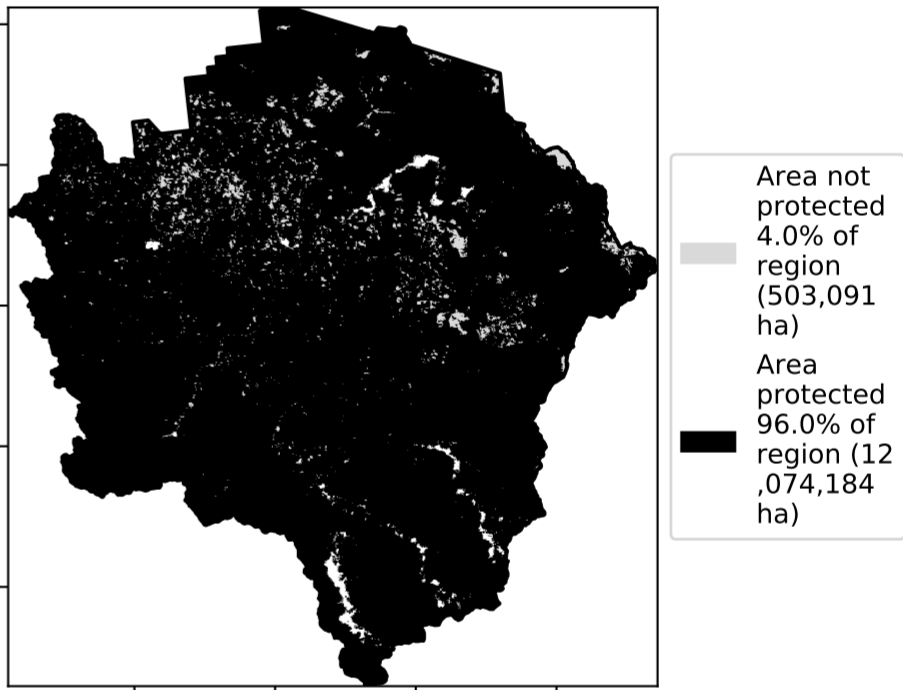 Area not
protected
4.0% of
region
(503,091
ha)
Area
protected
96.0% of
region (12
,074,184
ha)